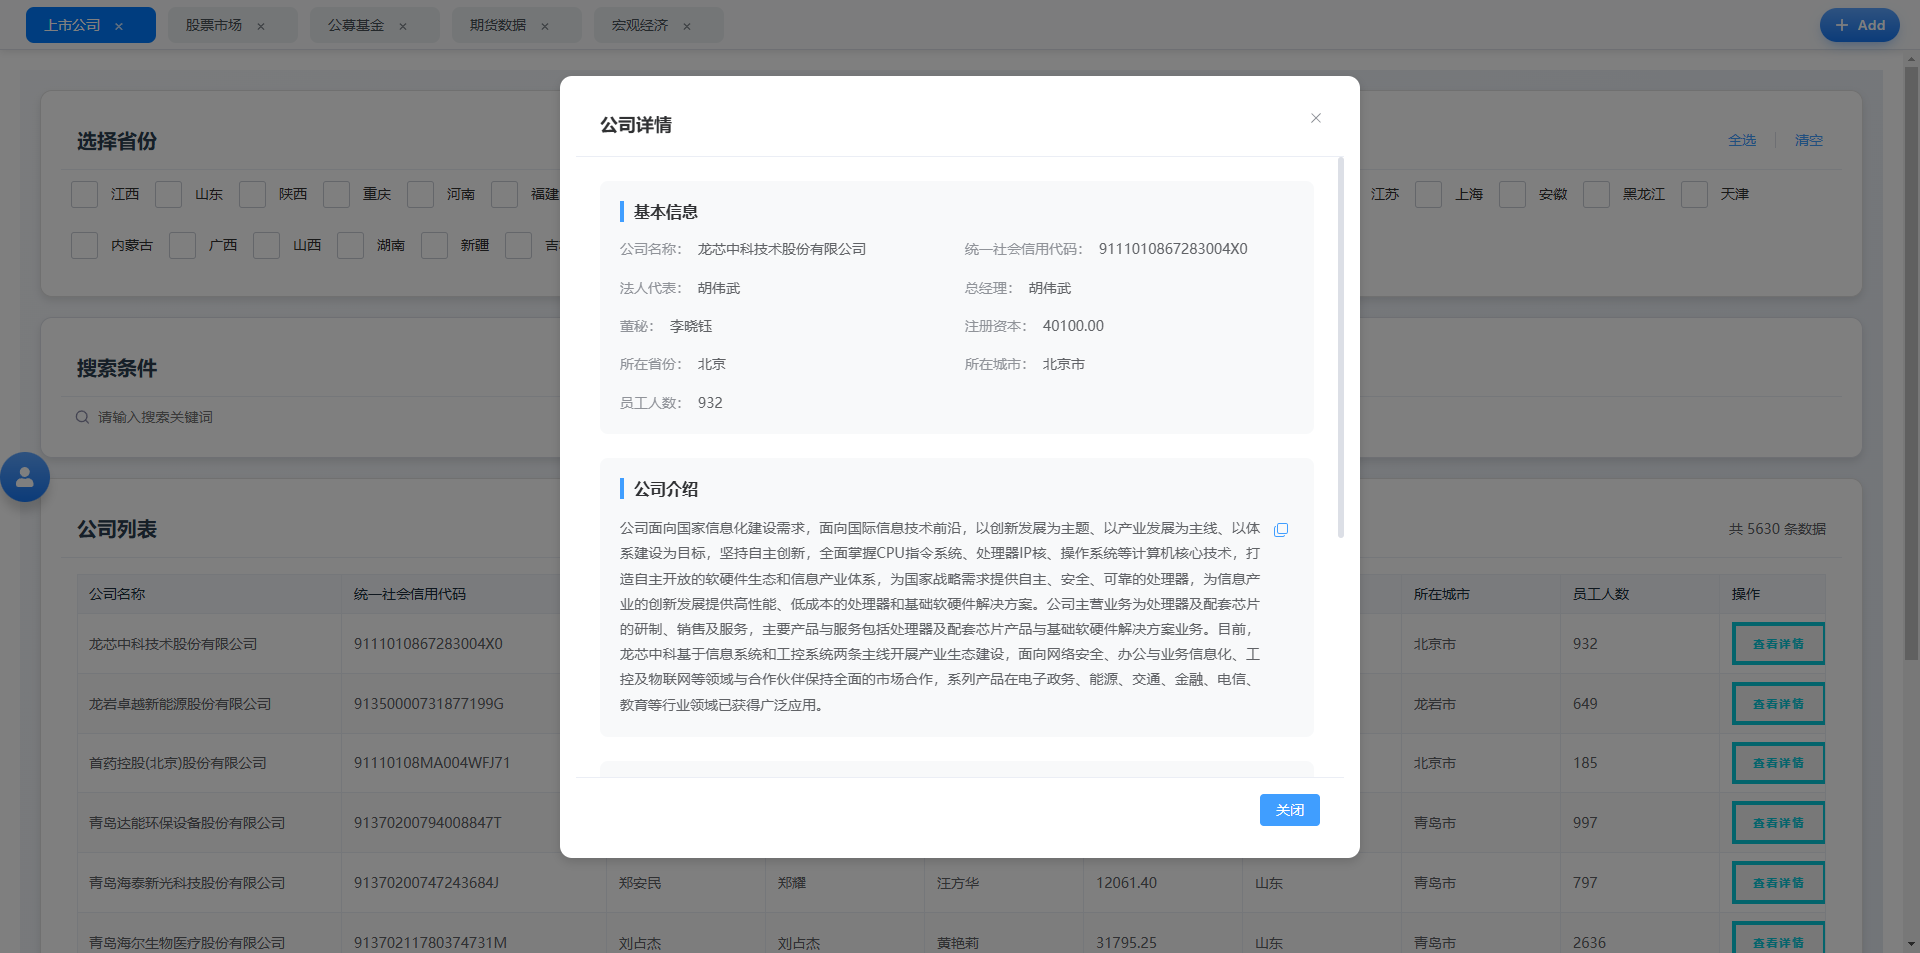 上市公司 ×
股票市场 ×
公募基金 ×
期货数据 ×
宏观经济 ×
+ Add
选择省份
全选
清空
江西
山东
陕西
重庆
河南
福建
江苏
上海
安徽
黑龙江
天津
内蒙古
广西
山西
湖南
新疆
搜索条件
请输入搜索关键词
公司列表
共 5630 条数据
公司名称 统一社会信用代码 所在城市 员工人数 操作
龙芯中科技术股份有限公司 9111010867283004X0 北京市 932 查看详情
龙岩卓越新能源股份有限公司 91350000731877199G 龙岩市 649 查看详情
首药控股(北京)股份有限公司 91110108MA004WFJ71 北京市 185 查看详情
青岛达能环保设备股份有限公司 91370200794008847T 青岛市 997 查看详情
青岛海泰新光科技股份有限公司 91370200747243684J 郑安民 郑耀 汪方华 12061.40 山东 青岛市 797 查看详情
青岛海尔生物医疗股份有限公司 91370211780374731M 刘占杰 刘占杰 黄艳莉 31795.25 山东 青岛市 2636 查看详情
公司详情
基本信息
公司名称： 龙芯中科技术股份有限公司
统一社会信用代码： 9111010867283004X0
法人代表： 胡伟武
总经理： 胡伟武
董秘： 李晓钰
注册资本： 40100.00
所在省份： 北京
所在城市： 北京市
员工人数： 932
公司介绍
公司面向国家信息化建设需求，面向国际信息技术前沿，以创新发展为主题、以产业发展为主线、以体
系建设为目标，坚持自主创新，全面掌握CPU指令系统、处理器IP核、操作系统等计算机核心技术，打
造自主开放的软硬件生态和信息产业体系，为国家战略需求提供自主、安全、可靠的处理器，为信息产
业的创新发展提供高性能、低成本的处理器和基础软硬件解决方案。公司主营业务为处理器及配套芯片
的研制、销售及服务，主要产品与服务包括处理器及配套芯片产品与基础软硬件解决方案业务。目前，
龙芯中科基于信息系统和工控系统两条主线开展产业生态建设，面向网络安全、办公与业务信息化、工
控及物联网等领域与合作伙伴保持全面的市场合作，系列产品在电子政务、能源、交通、金融、电信、
教育等行业领域已获得广泛应用。
关闭